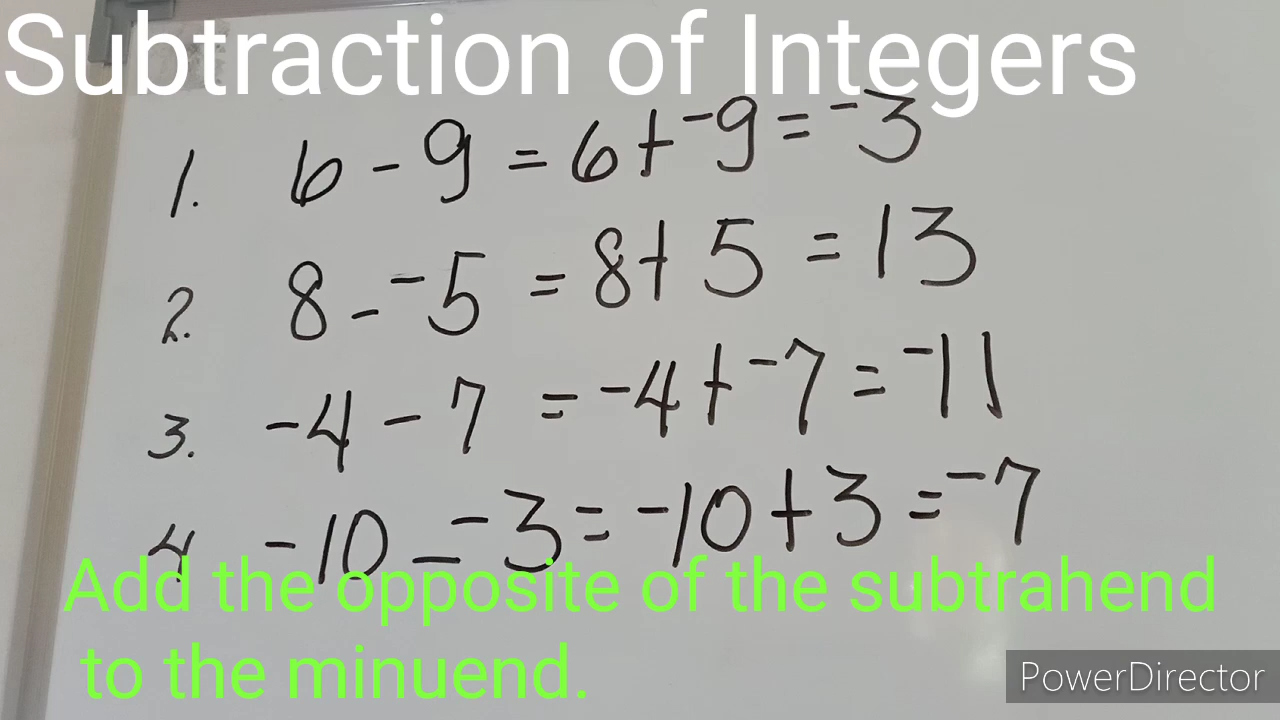 Subtraction of Integers
1. 6 - 9 = 6 + ⁻9 = ⁻3
2. 8 - ⁻5 = 8 + 5 = 13
3. -4 - 7 = -4 + ⁻7 = ⁻11
4. -10 - ⁻3 = -10 + 3 = ⁻7
Add the opposite of the subtrahend
to the minuend.
PowerDirector